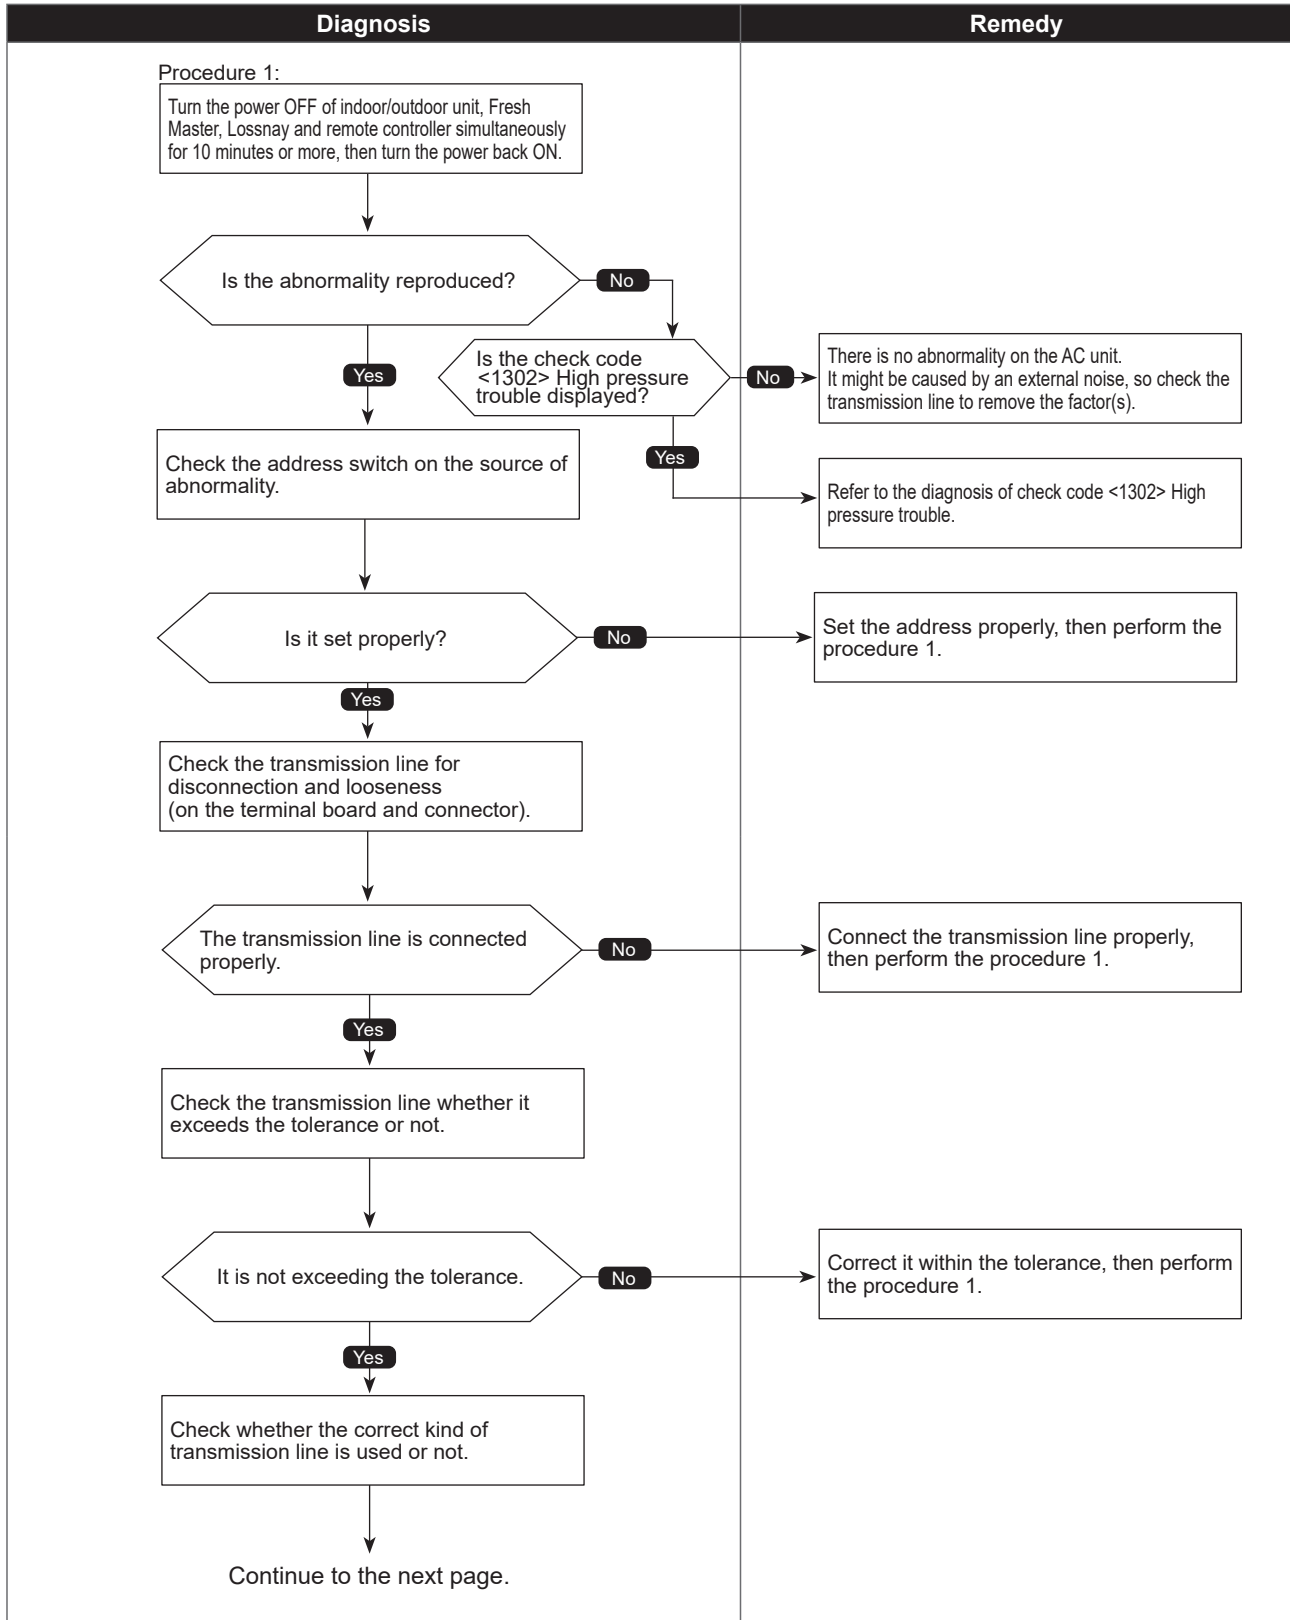 Diagnosis
Remedy
Procedure 1:
Turn the power OFF of indoor/outdoor unit, Fresh
Master, Lossnay and remote controller simultaneously
for 10 minutes or more, then turn the power back ON.
Is the abnormality reproduced?
No
Yes
Is the check code
<1302> High pressure
trouble displayed?
No
There is no abnormality on the AC unit.
It might be caused by an external noise, so check the
transmission line to remove the factor(s).
Yes
Refer to the diagnosis of check code <1302> High
pressure trouble.
Check the address switch on the source of
abnormality.
Is it set properly?
No
Set the address properly, then perform the
procedure 1.
Yes
Check the transmission line for
disconnection and looseness
(on the terminal board and connector).
The transmission line is connected
properly.
No
Connect the transmission line properly,
then perform the procedure 1.
Yes
Check the transmission line whether it
exceeds the tolerance or not.
It is not exceeding the tolerance.
No
Correct it within the tolerance, then perform
the procedure 1.
Yes
Check whether the correct kind of
transmission line is used or not.
Continue to the next page.